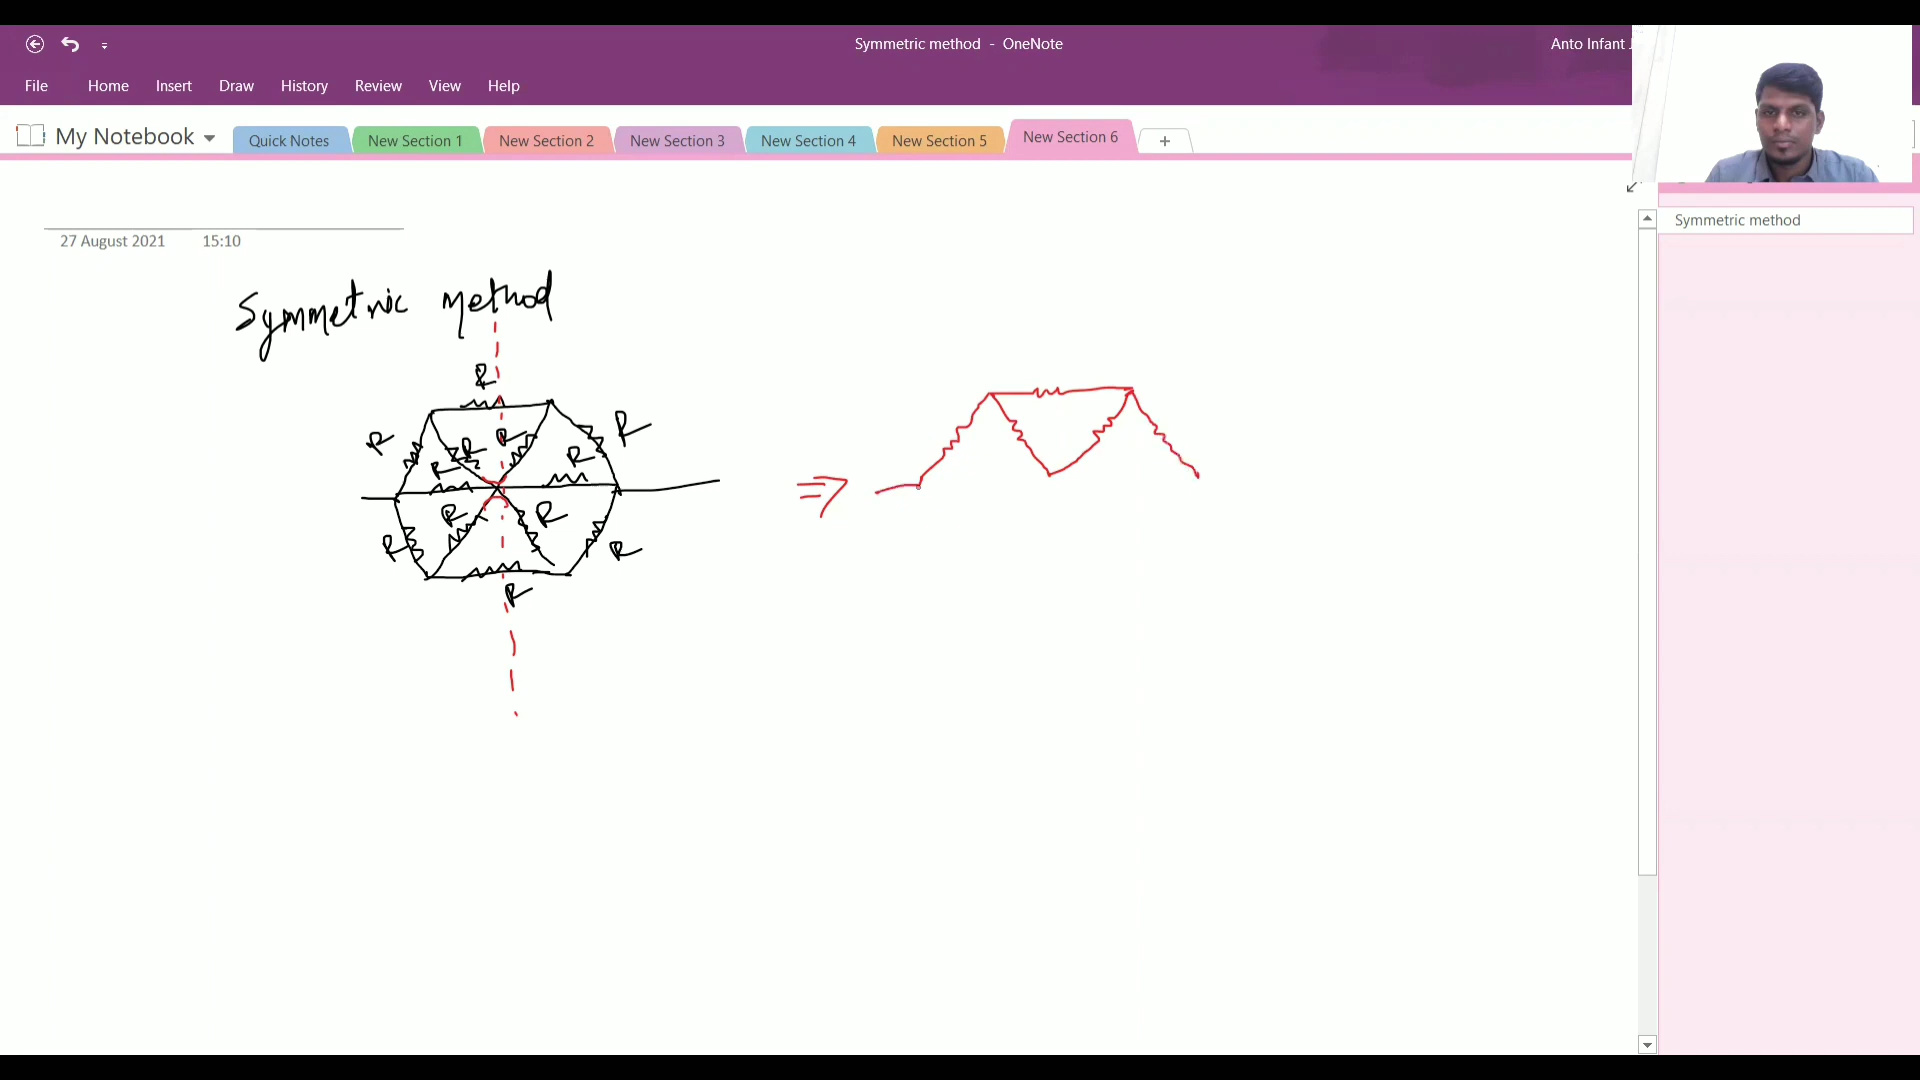 Symmetric method - OneNote
Anto Infant J
File Home Insert Draw History Review View Help
My Notebook Quick Notes New Section 1 New Section 2 New Section 3 New Section 4 New Section 5 New Section 6 +
Symmetric method
27 August 2021 15:10
Symmetric method
R
R
R
R
R
R
R
R
R
R
R
R